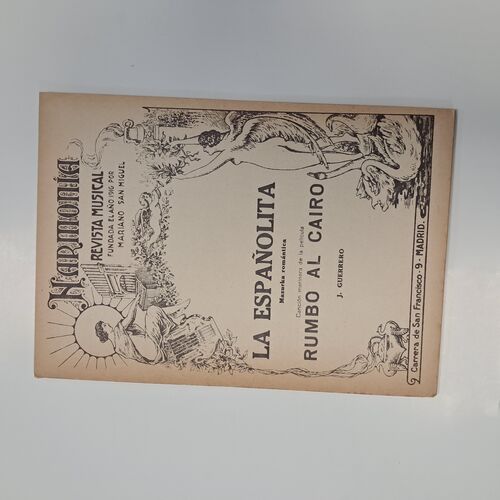 HARMONÍA
REVISTA MUSICAL
FUNDADA EL AÑO 1916 POR
MARIANO SAN MIGUEL
LA ESPAÑOLITA
Mazurka romántica
Canción marinera de la película
RUMBO AL CAIRO
J. GUERRERO
Carrera de San Francisco - 9 - MADRID.